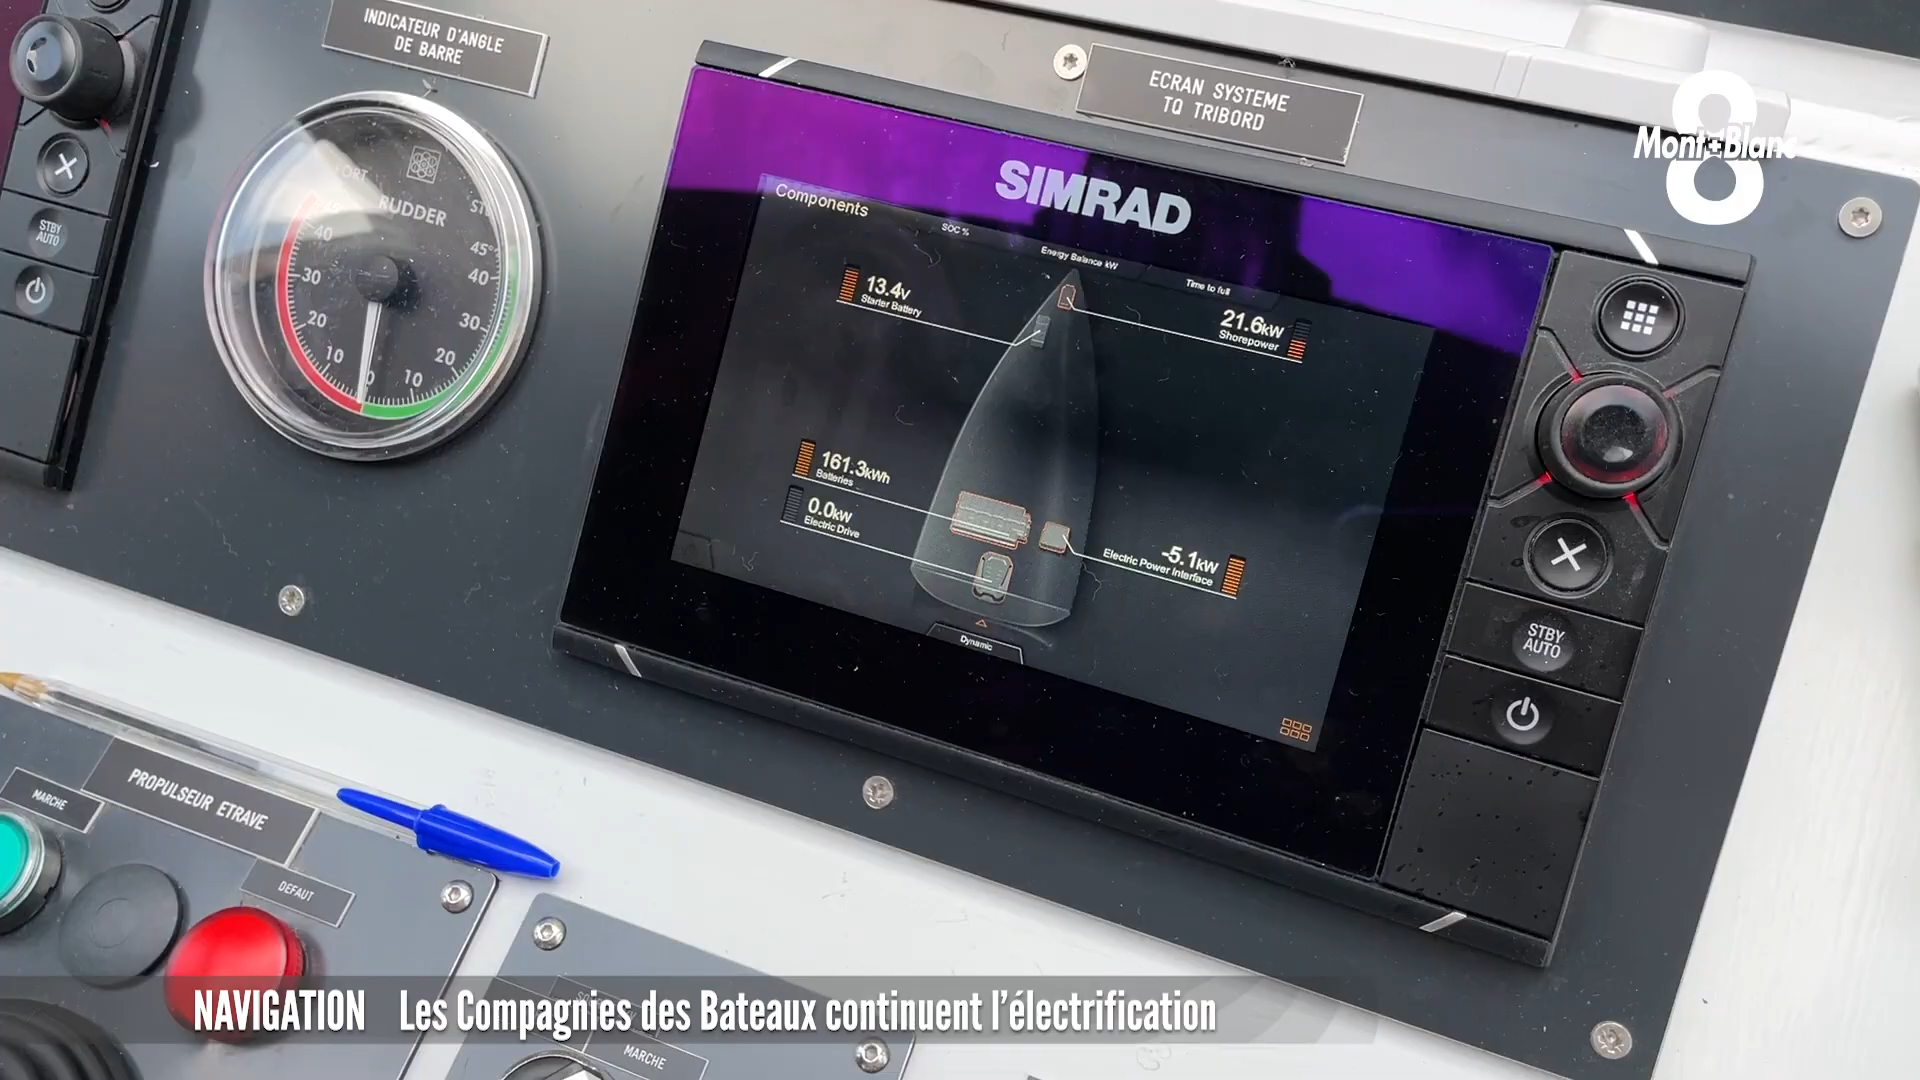 INDICATEUR D'ANGLE
DE BARRE
ECRAN SYSTEME
TQ TRIBORD
8
Mont Blanc
SIMRAD
RUDDER
40
30
20
10
0
10
20
30
40
45°
STBY
AUTO
Components
SOC %
Energy Balance kW
Time to full
13.4v
Starter Battery
21.6kW
Shorepower
161.3kWh
Batteries
0.0kW
Electric Drive
-5.1kW
Electric Power Interface
Dynamic
STBY
AUTO
PROPULSEUR ETRAVE
MARCHE
DEFAUT
NAVIGATION Les Compagnies des Bateaux continuent l'électrification
MARCHE